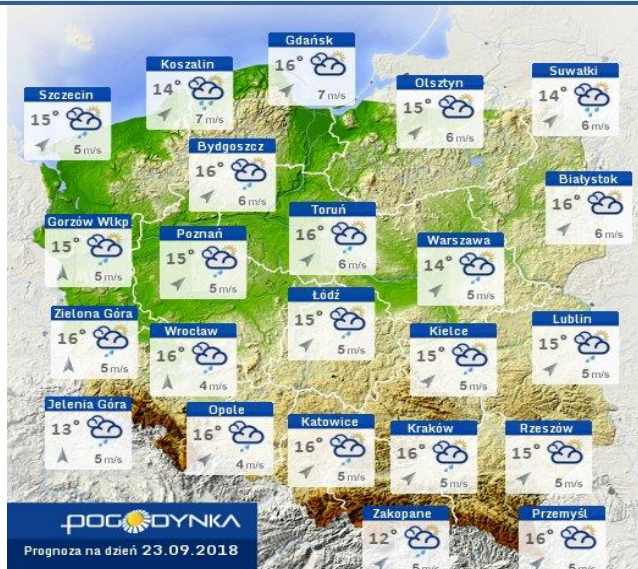 Gdańsk
16°
7 m/s
Koszalin
14°
7 m/s
Suwałki
14°
6 m/s
Olsztyn
15°
6 m/s
Szczecin
15°
5 m/s
Bydgoszcz
16°
6 m/s
Białystok
16°
6 m/s
Toruń
16°
6 m/s
Gorzów Wlkp
15°
5 m/s
Poznań
15°
5 m/s
Warszawa
14°
5 m/s
Łódź
15°
5 m/s
Zielona Góra
16°
5 m/s
Wrocław
16°
4 m/s
Kielce
15°
5 m/s
Lublin
15°
5 m/s
Jelenia Góra
13°
5 m/s
Opole
16°
4 m/s
Katowice
16°
5 m/s
Kraków
16°
5 m/s
Rzeszów
15°
5 m/s
Zakopane
12°
5 m/s
Przemyśl
16°
5 m/s
POGODYNKA
Prognoza na dzień 23.09.2018